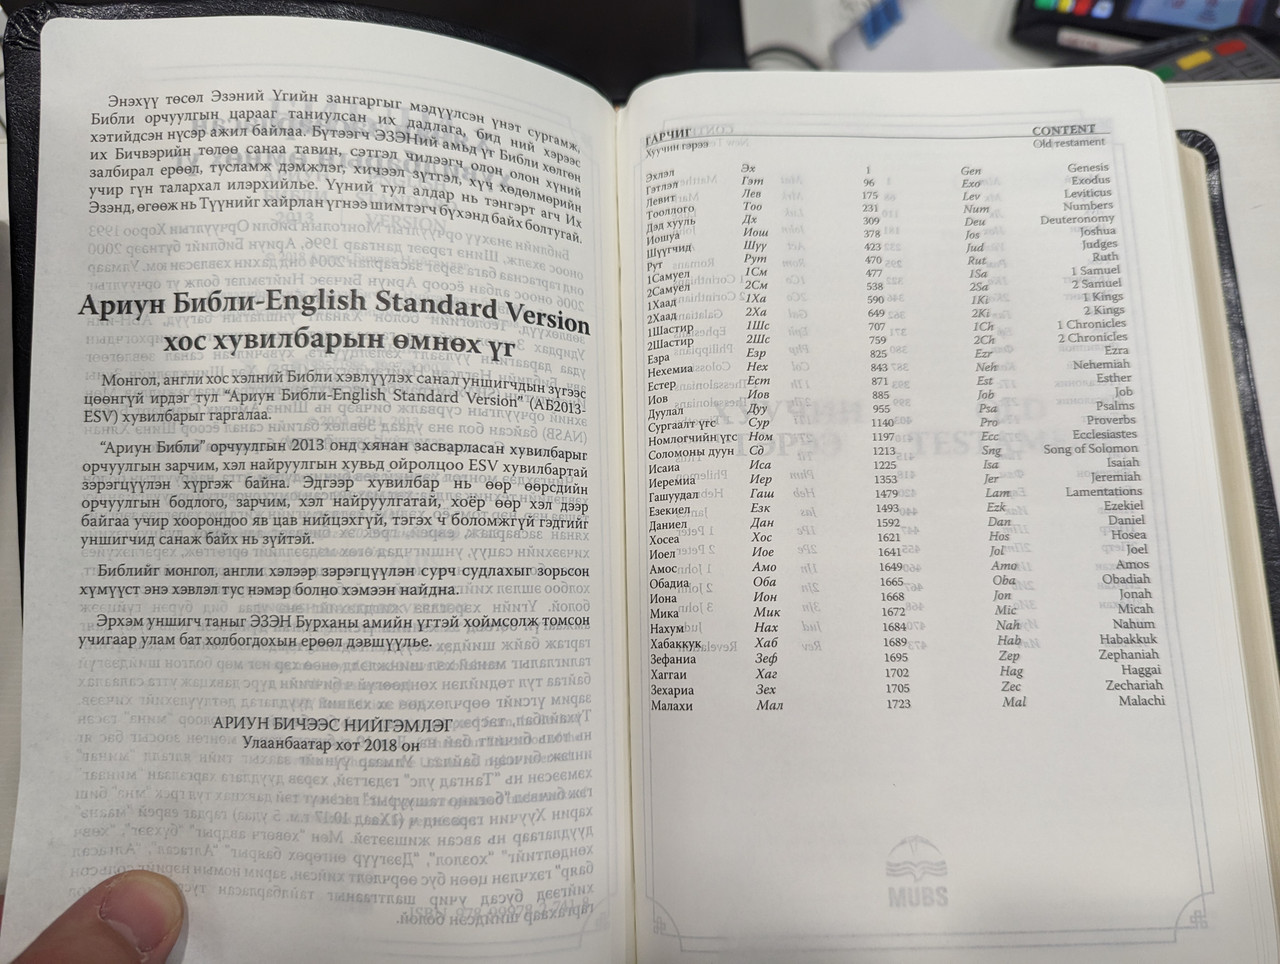 Энэхүү төсөл Эзэний Үгийн зангаргыг мэдүүлсэн үнэт сургамж,
Библи орчуулгын цараag таниулсан их дадлага, бид ний хэрээс
хэтийдсэн нүсэр ажил байлаа. Бүтээгч ЭЗЭНий амьд үг Библи хөлгөн
их Бичвэрийн төлөө санаа тавин, сэтгэл чилээгч, олон олон хүний
залбирал ерөөл, тусламж дэмжлэг, хичээл зүттэл, хүч хөдөлмөрийн
учир гүн талархал илэрхийлье. Үүний тул алдар нь тэнгэрт агч Их
Эзэнд, өгөөж нь Түүнийг хайрлан үгнээ шимтэгч бүхэнд байх болтугай.
Ариун Библи-English Standard Version
хос хувилбарын өмнөх үг
Монгол, англи хос хэлний Библи хэвлүүлэх санал уншигчдын зүгээс
цөөнгүй ирдэг тул "Ариун Библи-English Standard Version" (АБ2013-
ESV) хувилбарыг гаргалаа.
"Ариун Библи" орчуулгын 2013 онд хянан засварласан хувилбарыг
орчуулгын зарчим, хэл найруулгын хувьд ойролцоо ESV хувилбартай
зэрэгцүүлэн хүргэж байна. Эдгээр хувилбар нь өөр өөрсдийн
орчуулгын бодлого, зарчим, хэл найруулгатай, хоёр өөр хэл дээр
байгаа учир хоорондоо яв цав нийцэхгүй, тэгэх ч боломжгүй гэдгийг
уншигчид санаж байх нь зүйтэй.
Библийг монгол, англи хэлээр зэрэгцүүлэн сурч судлахыг зорьсон
хүмүүст энэ хэвлэл тус нэмэр болно хэмээн найдна.
Эрхэм уншигч таныг ЭЗЭН Бурханы амийн үгтэй хоймсолж томсон
учигаар улам бат холбогдохын ерөөл дэвшүүлье.
АРИУН БИЧЭЭС НИЙГЭМЛЭГ
Улаанбаатар хот 2018 он
ГАРЧИГ CONTENT
Хуучин гэрээ Old testament
Эхлэл Эх 1 Gen Genesis
Гэтлэл Гэт 96 Exo Exodus
Левит Лев 175 Lev Leviticus
Тооллого Тоо 231 Num Numbers
Дэд хууль Дх 309 Deu Deuteronomy
Иошуа Иош 378 Jos Joshua
Шүүгчид Шүү 423 Jud Judges
Рут Рут 470 Rut Ruth
1Самуел 1См 477 1Sa 1 Samuel
2Самуел 2См 538 2Sa 2 Samuel
1Хаад 1Ха 590 1Ki 1 Kings
2Хаад 2Ха 649 2Ki 2 Kings
1Шастир 1Шс 707 1Ch 1 Chronicles
2Шастир 2Шс 759 2Ch 2 Chronicles
Езра Езр 825 Ezr Ezra
Нехемиа Нех 843 Neh Nehemiah
Естер Ест 871 Est Esther
Иов Иов 885 Job Job
Дуулал Дуу 955 Psa Psalms
Сургаалт үгс Сур 1140 Pro Proverbs
Номлогчийн үгс Ном 1197 Ecc Ecclesiastes
Соломоны дуун Сд 1213 Sng Song of Solomon
Исаиа Иса 1225 Isa Isaiah
Иеремиа Иер 1353 Jer Jeremiah
Гашуудал Гаш 1479 Lam Lamentations
Езекиел Езк 1493 Ezk Ezekiel
Даниел Дан 1592 Dan Daniel
Хосеа Хос 1621 Hos Hosea
Иоел Иое 1641 Jol Joel
Амос Амо 1649 Amo Amos
Обадиа Оба 1665 Oba Obadiah
Иона Ион 1668 Jon Jonah
Мика Мик 1672 Mic Micah
Нахум Нах 1684 Nah Nahum
Хабаккук Хаб 1689 Hab Habakkuk
Зефаниа Зеф 1695 Zep Zephaniah
Хаггаи Хаг 1702 Hag Haggai
Зехариа Зех 1705 Zec Zechariah
Малахи Мал 1723 Mal Malachi
MUBS